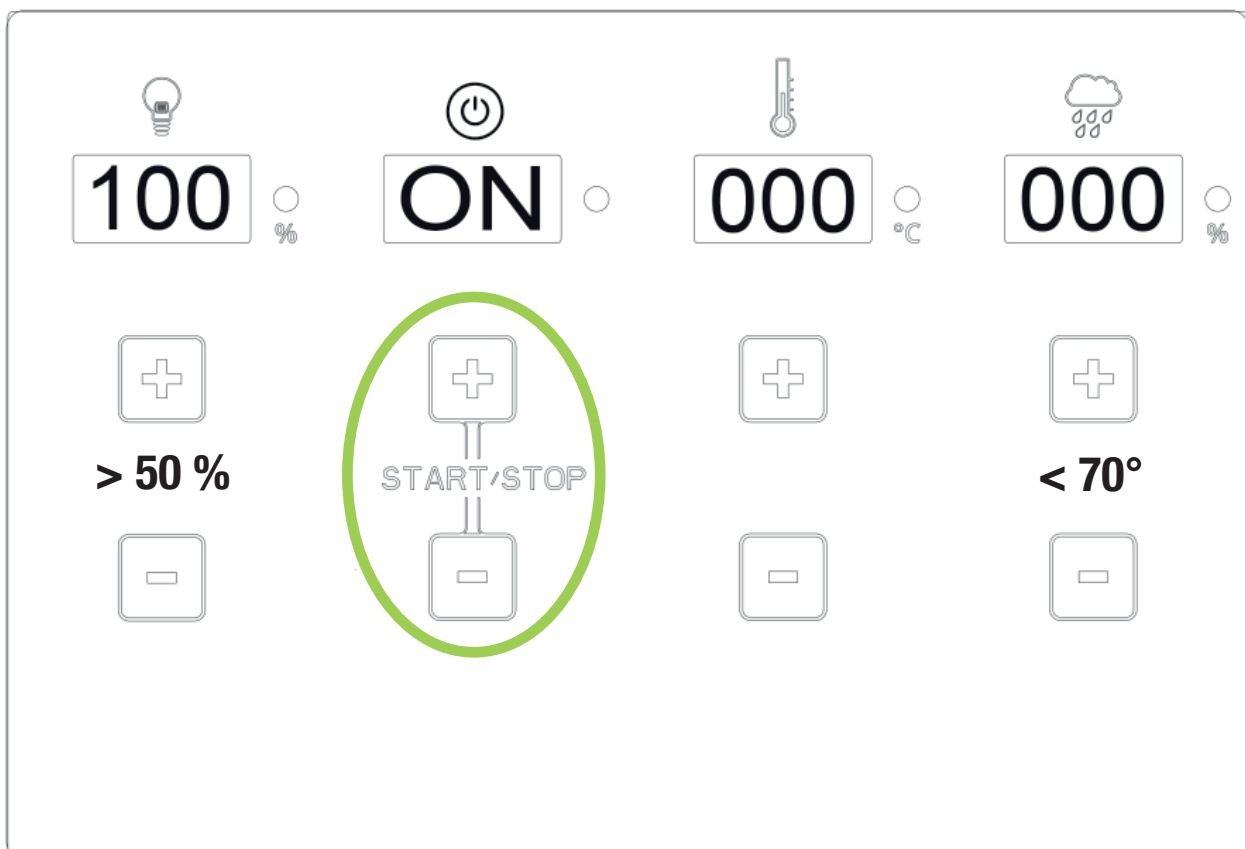 100 % ON 000 °C 000 %
+ + + +
> 50 % START/STOP < 70°
- - - -